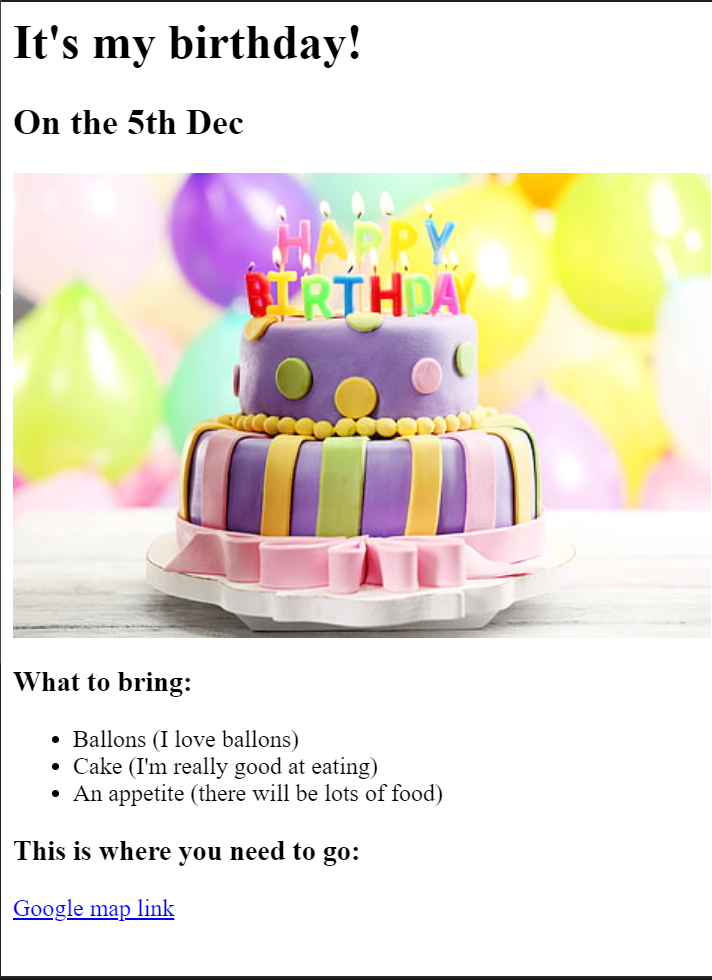 It's my birthday!
On the 5th Dec
HAPPY
BIRTHDAY
What to bring:
Ballons (I love ballons)
Cake (I'm really good at eating)
An appetite (there will be lots of food)
This is where you need to go:
Google map link